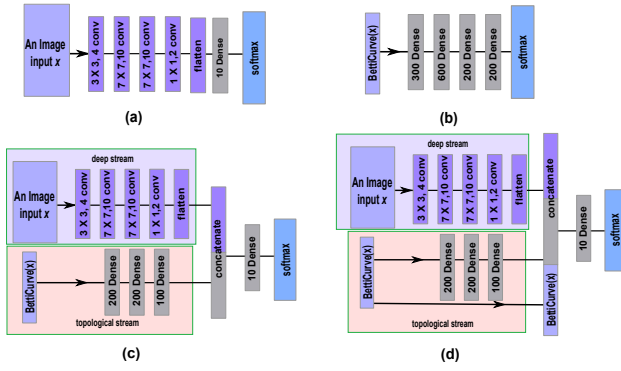 An Image
input x
3 X 3, 4 conv
7 X 7,10 conv
7 X 7,10 conv
1 X 1,2 conv
flatten
10 Dense
softmax
(a)
BettiCurve(x)
300 Dense
600 Dense
200 Dense
200 Dense
softmax
(b)
deep stream
An Image
input x
3 X 3, 4 conv
7 X 7,10 conv
7 X 7,10 conv
1 X 1,2 conv
flatten
BettiCurve(x)
200 Dense
200 Dense
100 Dense
topological stream
concatenate
10 Dense
softmax
(c)
deep stream
An Image
input x
3 X 3, 4 conv
7 X 7,10 conv
7 X 7,10 conv
1 X 1,2 conv
flatten
BettiCurve(x)
200 Dense
200 Dense
100 Dense
topological stream
concatenate
BettiCurve(x)
10 Dense
softmax
(d)